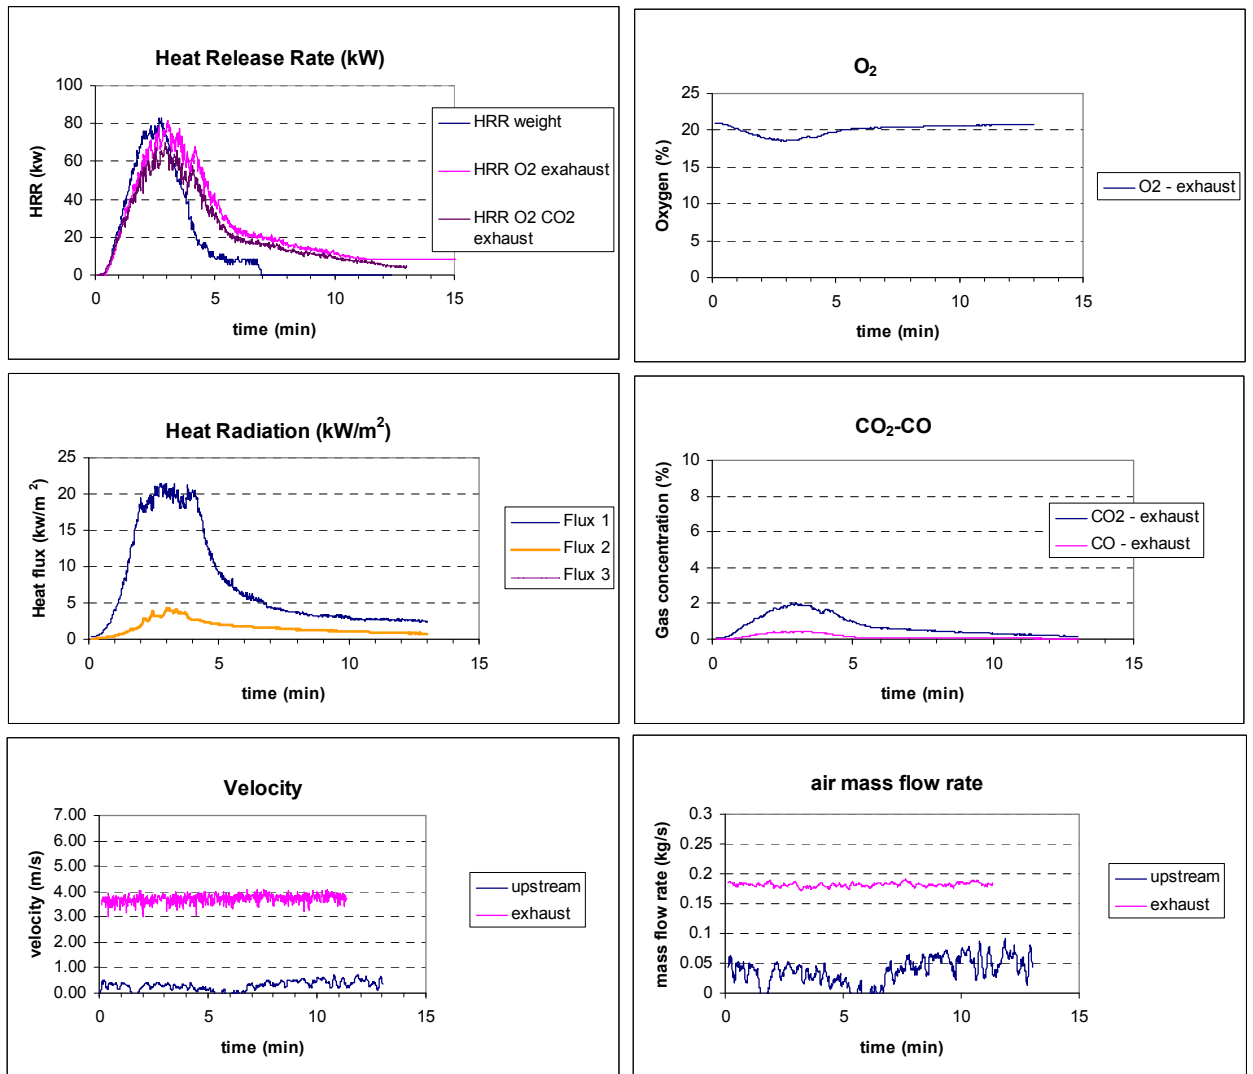 Heat Release Rate (kW)
100
80
60
40
20
0
HRR (kw)
0 5 10 15
time (min)
HRR weight
HRR O2 exahaust
HRR O2 CO2
exhaust
O2
25
20
15
10
5
0
Oxygen (%)
0 5 10 15
time (min)
O2 - exhaust
Heat Radiation (kW/m2)
25
20
15
10
5
0
Heat flux (kw/m 2)
0 5 10 15
time (min)
Flux 1
Flux 2
Flux 3
CO2-CO
10
8
6
4
2
0
Gas concentration (%)
0 5 10 15
time (min)
CO2 - exhaust
CO - exhaust
Velocity
7.00
6.00
5.00
4.00
3.00
2.00
1.00
0.00
velocity (m/s)
0 5 10 15
time (min)
upstream
exhaust
air mass flow rate
0.3
0.25
0.2
0.15
0.1
0.05
0
mass flow rate (kg/s)
0 5 10 15
time (min)
upstream
exhaust